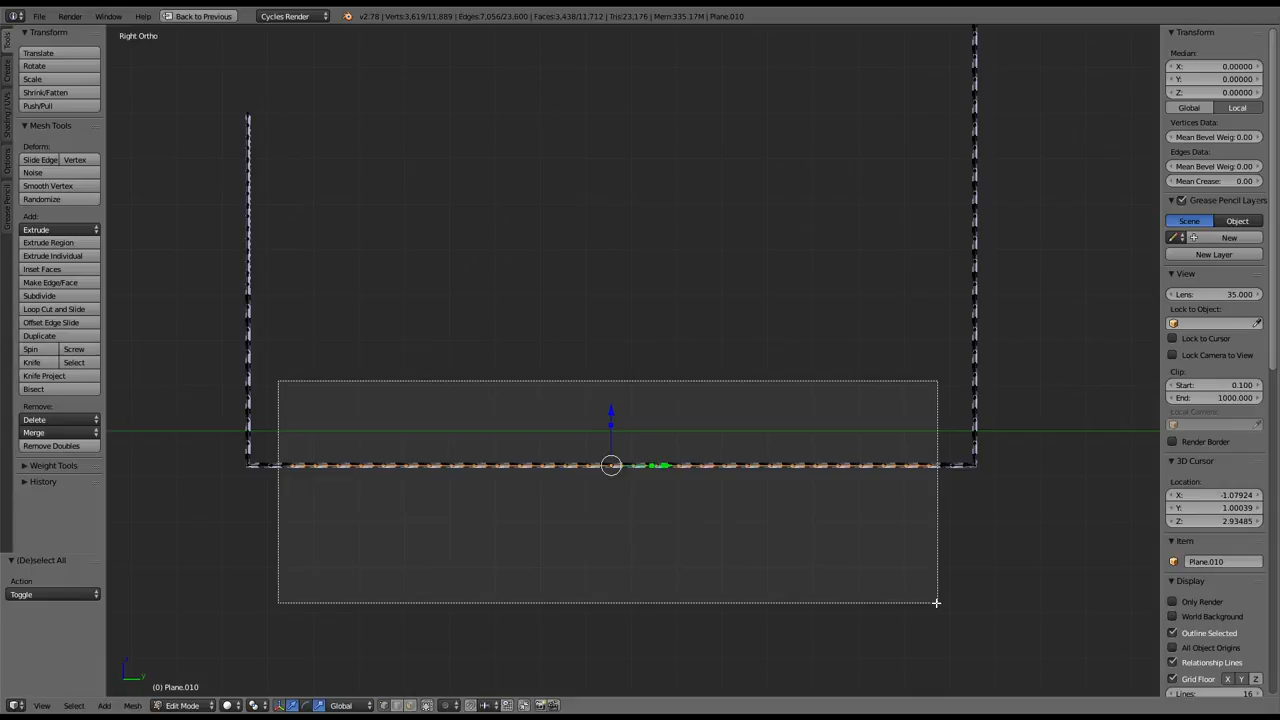 File Render Window Help Back to Previous Cycles Render v2.78 | Verts:3,619/11,889 | Edges:7,056/23,600 | Faces:3,438/11,712 | Tris:23,176 | Mem:335.17M | Plane.010
Right Ortho
Tools
Create
Shading / UVs
Options
Grease Pencil
Transform
Translate
Rotate
Scale
Shrink/Fatten
Push/Pull
Mesh Tools
Deform:
Slide Edge Vertex
Noise
Smooth Vertex
Randomize
Add:
Extrude
Extrude Region
Extrude Individual
Inset Faces
Make Edge/Face
Subdivide
Loop Cut and Slide
Offset Edge Slide
Duplicate
Spin Screw
Knife Select
Knife Project
Bisect
Remove:
Delete
Merge
Remove Doubles
Weight Tools
History
(De)select All
Action
Toggle
Transform
Median:
X: 0.00000
Y: 0.00000
Z: 0.00000
Global Local
Vertices Data:
Mean Bevel Weig: 0.00
Edges Data:
Mean Bevel Weig: 0.00
Mean Crease: 0.00
Grease Pencil Layers
Scene Object
New
New Layer
View
Lens: 35.000
Lock to Object:
Lock to Cursor
Lock Camera to View
Clip:
Start: 0.100
End: 1000.000
Local Camera:
Render Border
3D Cursor
Location:
X: -1.07924
Y: 1.00039
Z: 2.93485
Item
Plane.010
Display
Only Render
World Background
Outline Selected
All Object Origins
Relationship Lines
Grid Floor X Y Z
Lines: 16
z
y
(0) Plane.010
View Select Add Mesh Edit Mode Global